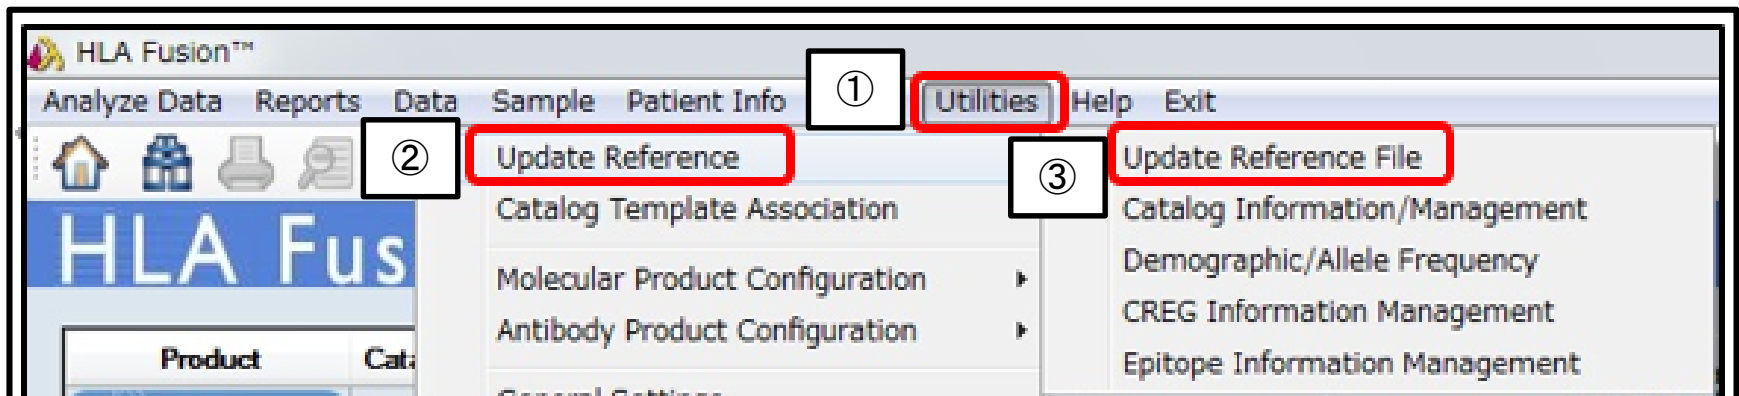 HLA Fusion™
Analyze Data Reports Data Sample Patient Info ① Utilities Help Exit
② Update Reference ③ Update Reference File
Catalog Template Association Catalog Information/Management
HLA Fus
Demographic/Allele Frequency
Molecular Product Configuration
CREG Information Management
Antibody Product Configuration
Product Cata
Epitope Information Management